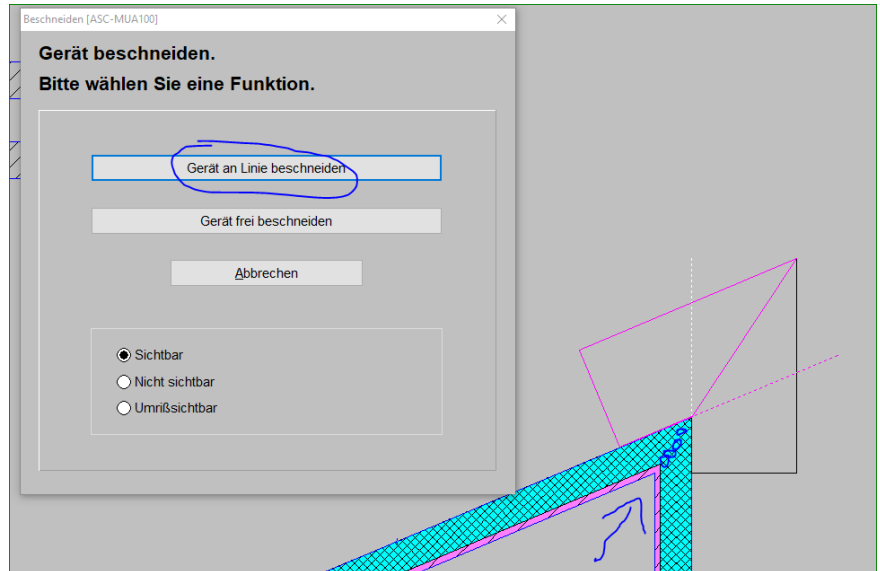 Beschneiden [ASC-MUA100]
Gerät beschneiden.
Bitte wählen Sie eine Funktion.
Gerät an Linie beschneiden
Gerät frei beschneiden
Abbrechen
Sichtbar
Nicht sichtbar
Umrißsichtbar